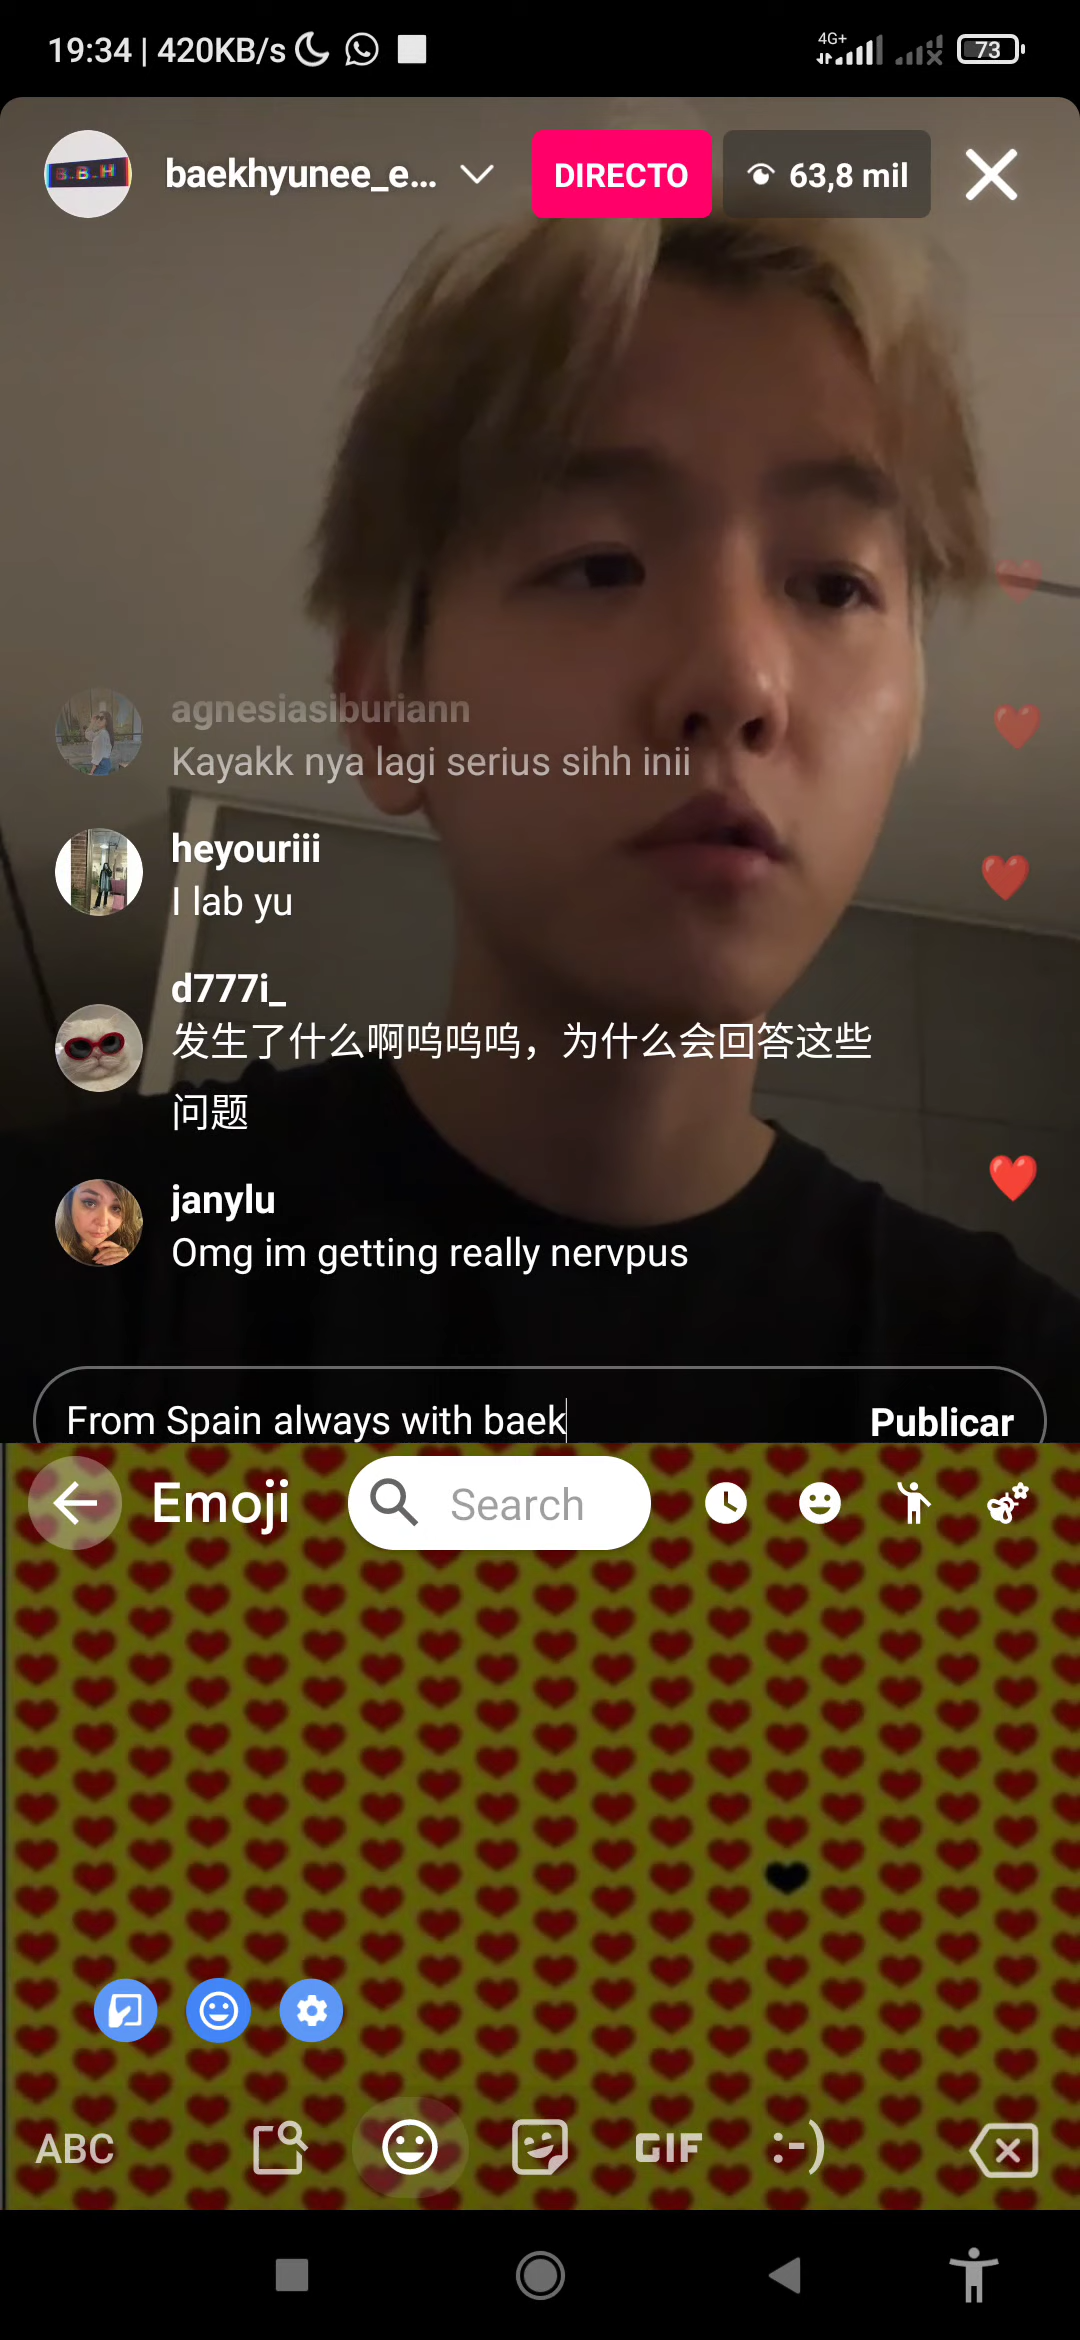 19:34 | 420KB/s
4G+
73
B.B.H
baekhyunee_e...
DIRECTO
63,8 mil
agnesiasiburiann
Kayakk nya lagi serius sihh inii
heyouriii
I lab yu
d777i_
发生了什么啊呜呜呜，为什么会回答这些
问题
janylu
Omg im getting really nervpus
From Spain always with baek
Publicar
Emoji
Search
ABC
GIF
:-)